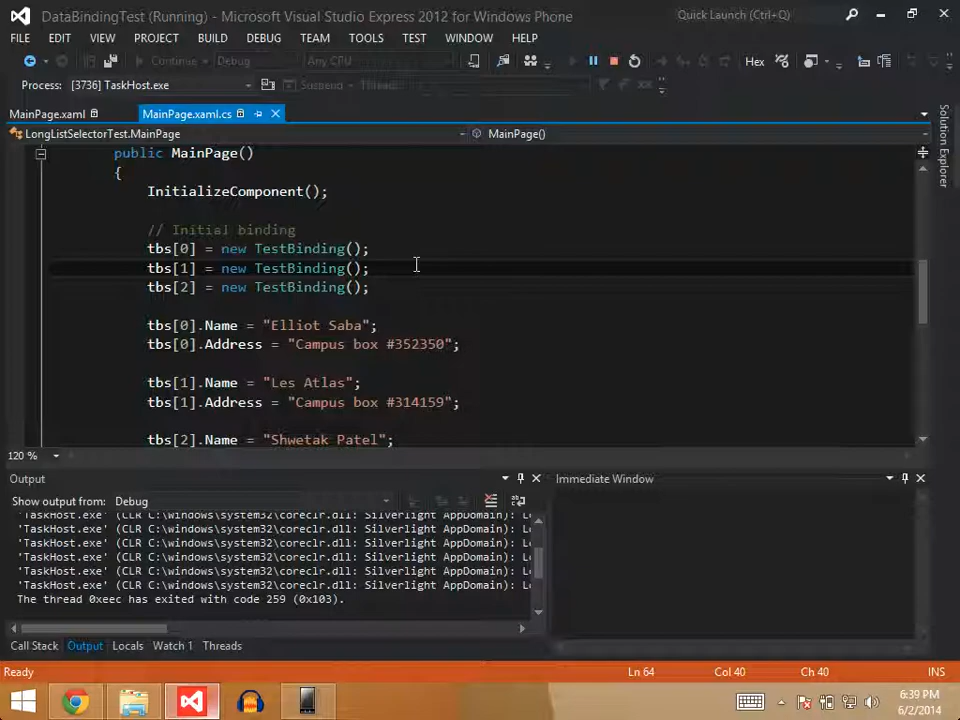 DataBindingTest (Running) - Microsoft Visual Studio Express 2012 for Windows Phone
Quick Launch (Ctrl+Q)
FILE EDIT VIEW PROJECT BUILD DEBUG TEAM TOOLS TEST WINDOW HELP
Continue Debug Any CPU Hex
Process: [3736] TaskHost.exe Suspend Thread:
MainPage.xaml MainPage.xaml.cs
LongListSelectorTest.MainPage MainPage()
Solution Explorer
public MainPage()
{
InitializeComponent();
// Initial binding
tbs[0] = new TestBinding();
tbs[1] = new TestBinding();
tbs[2] = new TestBinding();
tbs[0].Name = "Elliot Saba";
tbs[0].Address = "Campus box #352350";
tbs[1].Name = "Les Atlas";
tbs[1].Address = "Campus box #314159";
tbs[2].Name = "Shwetak Patel";
120 %
Output
Immediate Window
Show output from: Debug
'TaskHost.exe' (CLR C:\windows\system32\coreclr.dll: Silverlight AppDomain): Lo
'TaskHost.exe' (CLR C:\windows\system32\coreclr.dll: Silverlight AppDomain): Lo
'TaskHost.exe' (CLR C:\windows\system32\coreclr.dll: Silverlight AppDomain): Lo
'TaskHost.exe' (CLR C:\windows\system32\coreclr.dll: Silverlight AppDomain): Lo
'TaskHost.exe' (CLR C:\windows\system32\coreclr.dll: Silverlight AppDomain): Lo
'TaskHost.exe' (CLR C:\windows\system32\coreclr.dll: Silverlight AppDomain): Lo
The thread 0xeec has exited with code 259 (0x103).
Call Stack Output Locals Watch 1 Threads
Ready Ln 64 Col 40 Ch 40 INS
6:39 PM
6/2/2014